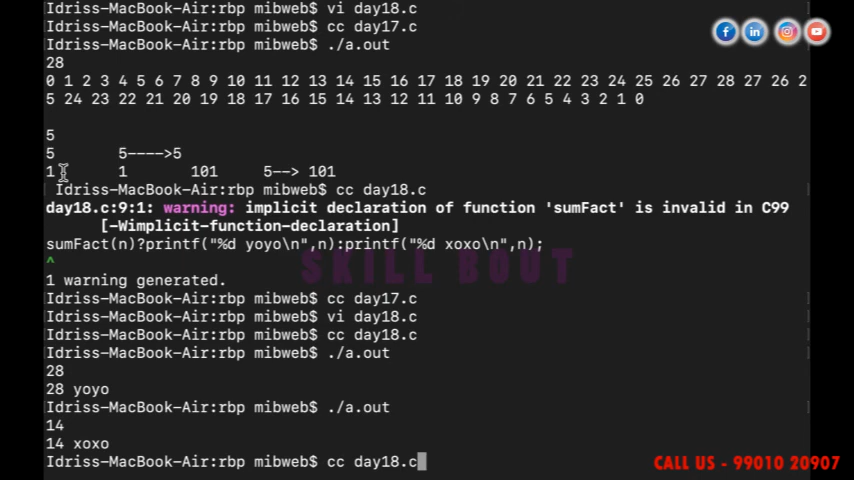 Idriss-MacBook-Air:rbp mibweb$ vi day18.c
Idriss-MacBook-Air:rbp mibweb$ cc day17.c
Idriss-MacBook-Air:rbp mibweb$ ./a.out
28
0 1 2 3 4 5 6 7 8 9 10 11 12 13 14 15 16 17 18 19 20 21 22 23 24 25 26 27 28 27 26 2
5 24 23 22 21 20 19 18 17 16 15 14 13 12 11 10 9 8 7 6 5 4 3 2 1 0
5
5 5---->5
1 1 101 5--> 101
Idriss-MacBook-Air:rbp mibweb$ cc day18.c
day18.c:9:1: warning: implicit declaration of function 'sumFact' is invalid in C99
[-Wimplicit-function-declaration]
sumFact(n)?printf("%d yoyo\n",n):printf("%d xoxo\n",n);
^
SKILL BOUT
1 warning generated.
Idriss-MacBook-Air:rbp mibweb$ cc day17.c
Idriss-MacBook-Air:rbp mibweb$ vi day18.c
Idriss-MacBook-Air:rbp mibweb$ cc day18.c
Idriss-MacBook-Air:rbp mibweb$ ./a.out
28
28 yoyo
Idriss-MacBook-Air:rbp mibweb$ ./a.out
14
14 xoxo
Idriss-MacBook-Air:rbp mibweb$ cc day18.c
CALL US - 99010 20907